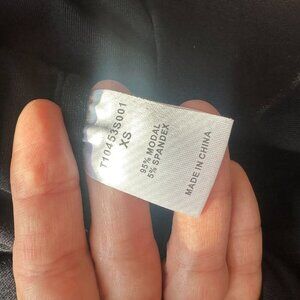 T10453S001
XS
95% MODAL
5% SPANDEX
MADE IN CHINA